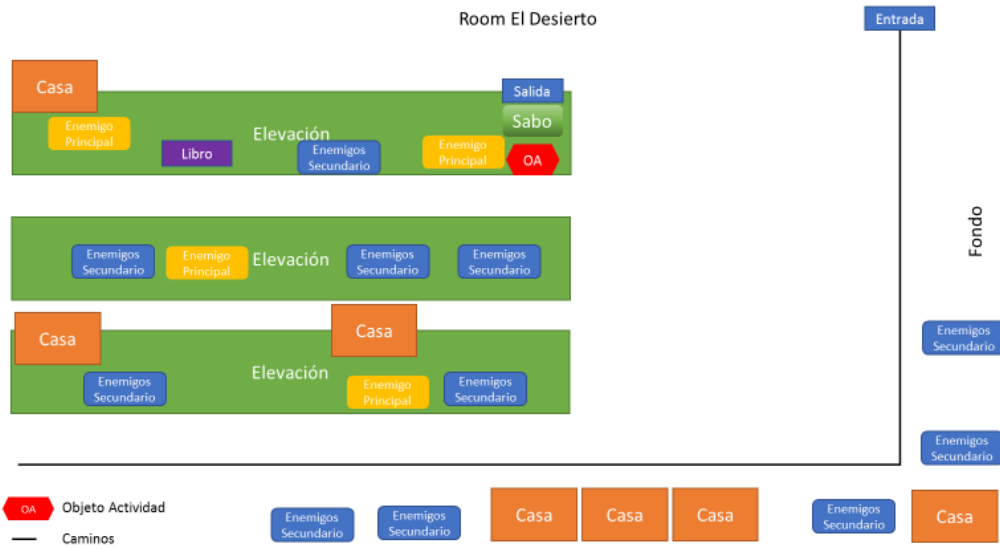 Room El Desierto
Entrada
Casa
Salida
Enemigo
Principal
Elevación
Sabo
Libro
Enemigos
Secundario
Enemigo
Principal
OA
Fondo
Enemigos
Secundario
Enemigo
Principal
Elevación
Enemigos
Secundario
Enemigos
Secundario
Casa
Casa
Enemigos
Secundario
Elevación
Enemigos
Secundario
Enemigo
Principal
Enemigos
Secundario
Enemigos
Secundario
OA
Objeto Actividad
Caminos
Enemigos
Secundario
Enemigos
Secundario
Casa
Casa
Casa
Enemigos
Secundario
Casa